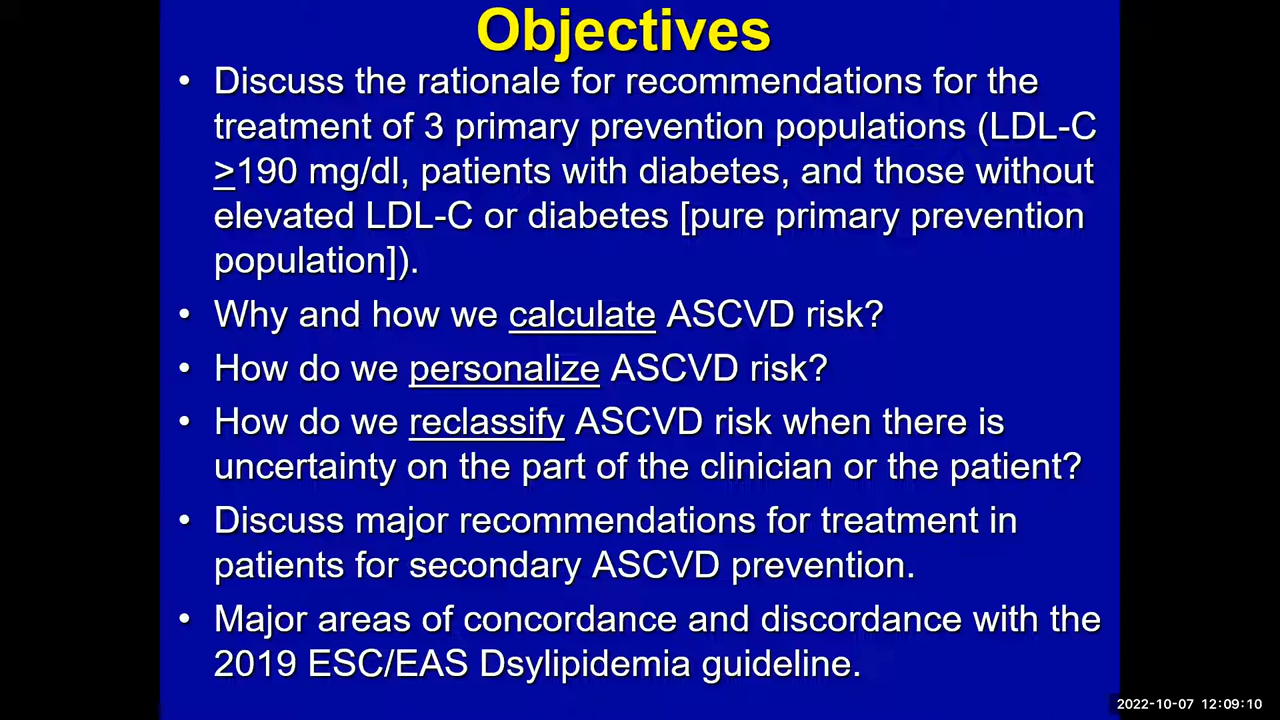 Objectives
• Discuss the rationale for recommendations for the
treatment of 3 primary prevention populations (LDL-C
>190 mg/dl, patients with diabetes, and those without
elevated LDL-C or diabetes [pure primary prevention
population]).
• Why and how we calculate ASCVD risk?
• How do we personalize ASCVD risk?
• How do we reclassify ASCVD risk when there is
uncertainty on the part of the clinician or the patient?
• Discuss major recommendations for treatment in
patients for secondary ASCVD prevention.
• Major areas of concordance and discordance with the
2019 ESC/EAS Dsylipidemia guideline.
2022-10-07 12:09:10